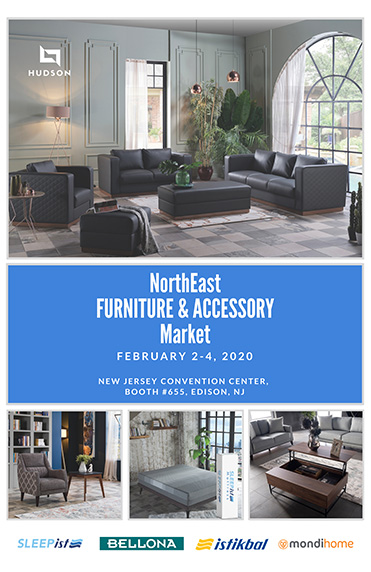 HUDSON
NorthEast
FURNITURE & ACCESSORY
Market
FEBRUARY 2-4, 2020
NEW JERSEY CONVENTION CENTER,
BOOTH #655, EDISON, NJ
SLEEPist
SLEEPist BELLONA istikbal mondihome